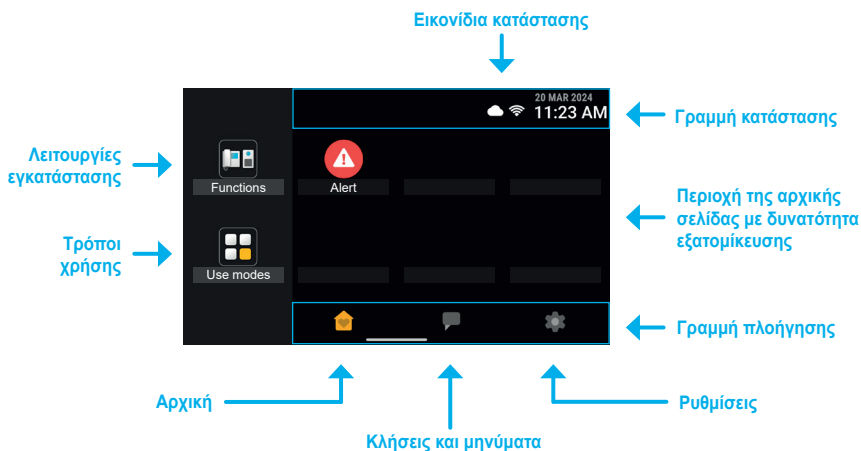 Εικονίδια κατάστασης
20 MAR 2024
11:23 AM
Γραμμή κατάστασης
Λειτουργίες
εγκατάστασης
Functions
Alert
Περιοχή της αρχικής
σελίδας με δυνατότητα
εξατομίκευσης
Τρόποι
χρήσης
Use modes
Γραμμή πλοήγησης
Αρχική
Ρυθμίσεις
Κλήσεις και μηνύματα